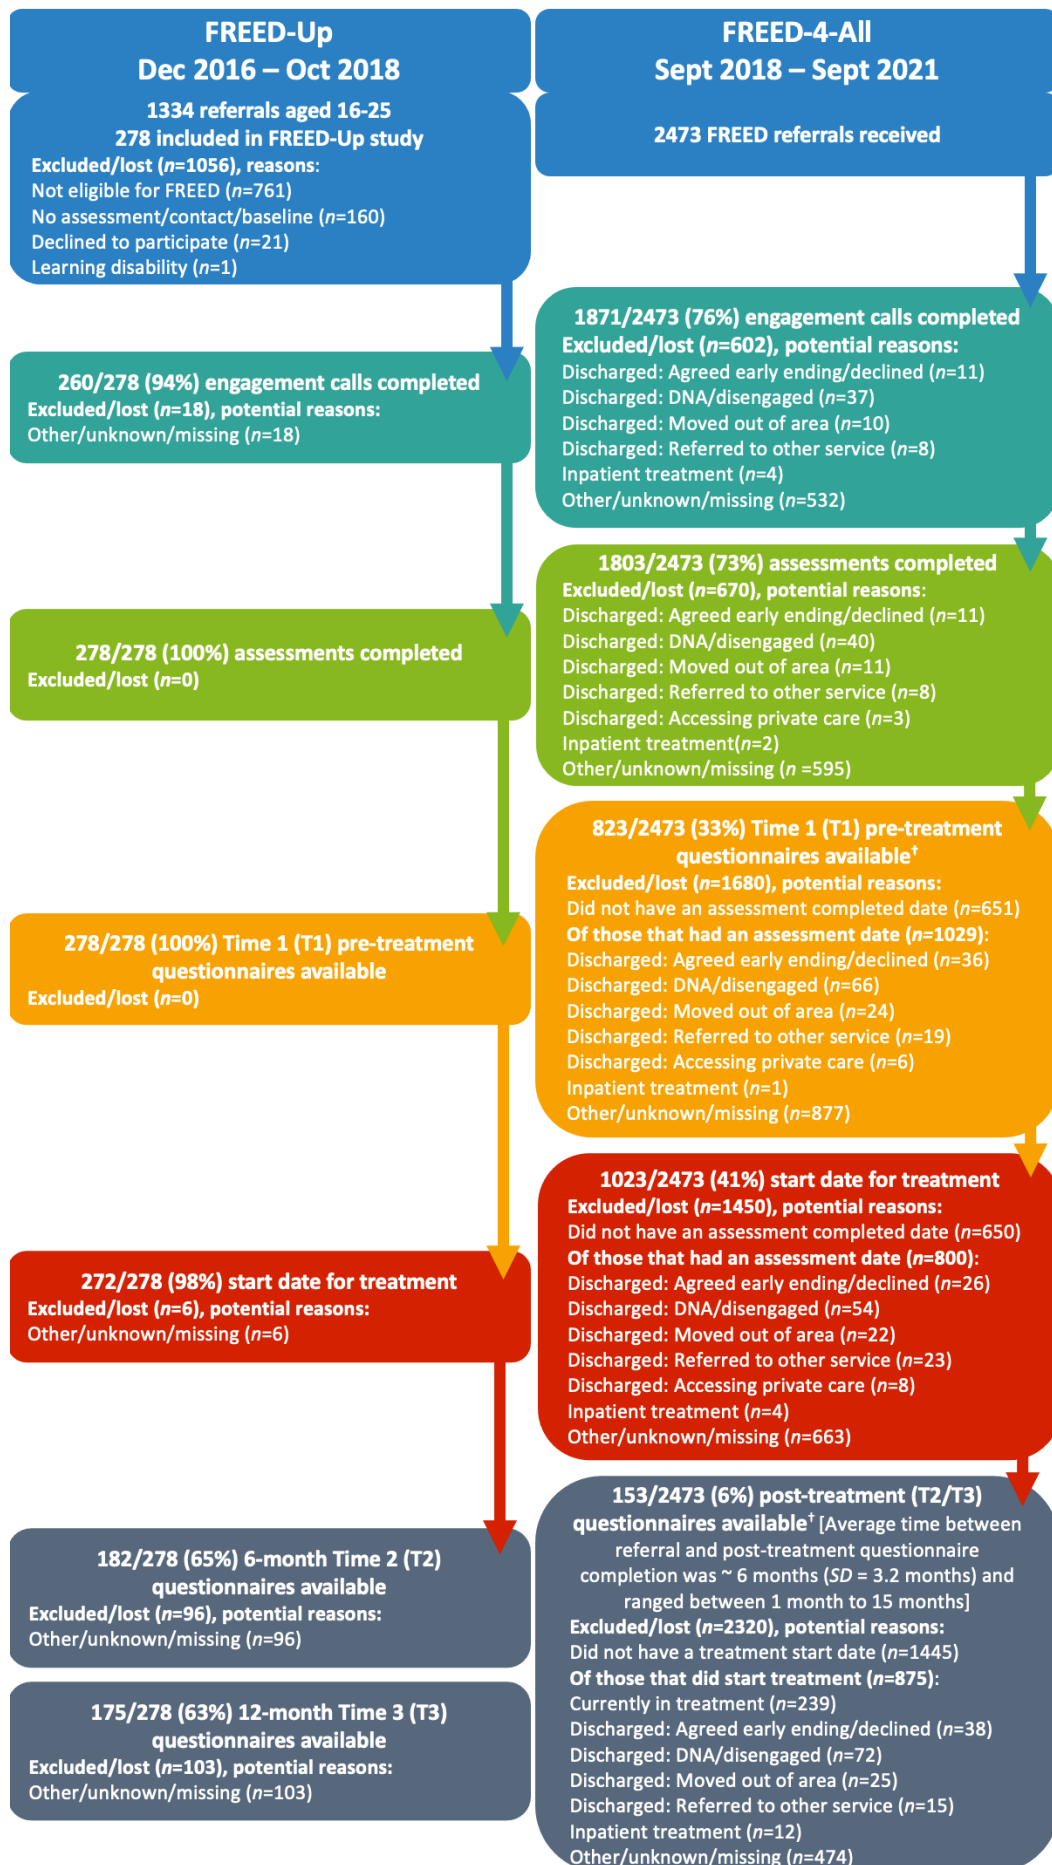 FREED-Up
Dec 2016 – Oct 2018
1334 referrals aged 16-25
278 included in FREED-Up study
Excluded/lost (n=1056), reasons:
Not eligible for FREED (n=761)
No assessment/contact/baseline (n=160)
Declined to participate (n=21)
Learning disability (n=1)
260/278 (94%) engagement calls completed
Excluded/lost (n=18), potential reasons:
Other/unknown/missing (n=18)
278/278 (100%) assessments completed
Excluded/lost (n=0)
278/278 (100%) Time 1 (T1) pre-treatment
questionnaires available
Excluded/lost (n=0)
272/278 (98%) start date for treatment
Excluded/lost (n=6), potential reasons:
Other/unknown/missing (n=6)
182/278 (65%) 6-month Time 2 (T2)
questionnaires available
Excluded/lost (n=96), potential reasons:
Other/unknown/missing (n=96)
175/278 (63%) 12-month Time 3 (T3)
questionnaires available
Excluded/lost (n=103), potential reasons:
Other/unknown/missing (n=103)
FREED-4-All
Sept 2018 – Sept 2021
2473 FREED referrals received
1871/2473 (76%) engagement calls completed
Excluded/lost (n=602), potential reasons:
Discharged: Agreed early ending/declined (n=11)
Discharged: DNA/disengaged (n=37)
Discharged: Moved out of area (n=10)
Discharged: Referred to other service (n=8)
Inpatient treatment (n=4)
Other/unknown/missing (n=532)
1803/2473 (73%) assessments completed
Excluded/lost (n=670), potential reasons:
Discharged: Agreed early ending/declined (n=11)
Discharged: DNA/disengaged (n=40)
Discharged: Moved out of area (n=11)
Discharged: Referred to other service (n=8)
Discharged: Accessing private care (n=3)
Inpatient treatment(n=2)
Other/unknown/missing (n =595)
823/2473 (33%) Time 1 (T1) pre-treatment
questionnaires available†
Excluded/lost (n=1680), potential reasons:
Did not have an assessment completed date (n=651)
Of those that had an assessment date (n=1029):
Discharged: Agreed early ending/declined (n=36)
Discharged: DNA/disengaged (n=66)
Discharged: Moved out of area (n=24)
Discharged: Referred to other service (n=19)
Discharged: Accessing private care (n=6)
Inpatient treatment (n=1)
Other/unknown/missing (n=877)
1023/2473 (41%) start date for treatment
Excluded/lost (n=1450), potential reasons:
Did not have an assessment completed date (n=650)
Of those that had an assessment date (n=800):
Discharged: Agreed early ending/declined (n=26)
Discharged: DNA/disengaged (n=54)
Discharged: Moved out of area (n=22)
Discharged: Referred to other service (n=23)
Discharged: Accessing private care (n=8)
Inpatient treatment (n=4)
Other/unknown/missing (n=663)
153/2473 (6%) post-treatment (T2/T3)
questionnaires available† [Average time between
referral and post-treatment questionnaire
completion was ~ 6 months (SD = 3.2 months) and
ranged between 1 month to 15 months]
Excluded/lost (n=2320), potential reasons:
Did not have a treatment start date (n=1445)
Of those that did start treatment (n=875):
Currently in treatment (n=239)
Discharged: Agreed early ending/declined (n=38)
Discharged: DNA/disengaged (n=72)
Discharged: Moved out of area (n=25)
Discharged: Referred to other service (n=15)
Inpatient treatment (n=12)
Other/unknown/missing (n=474)